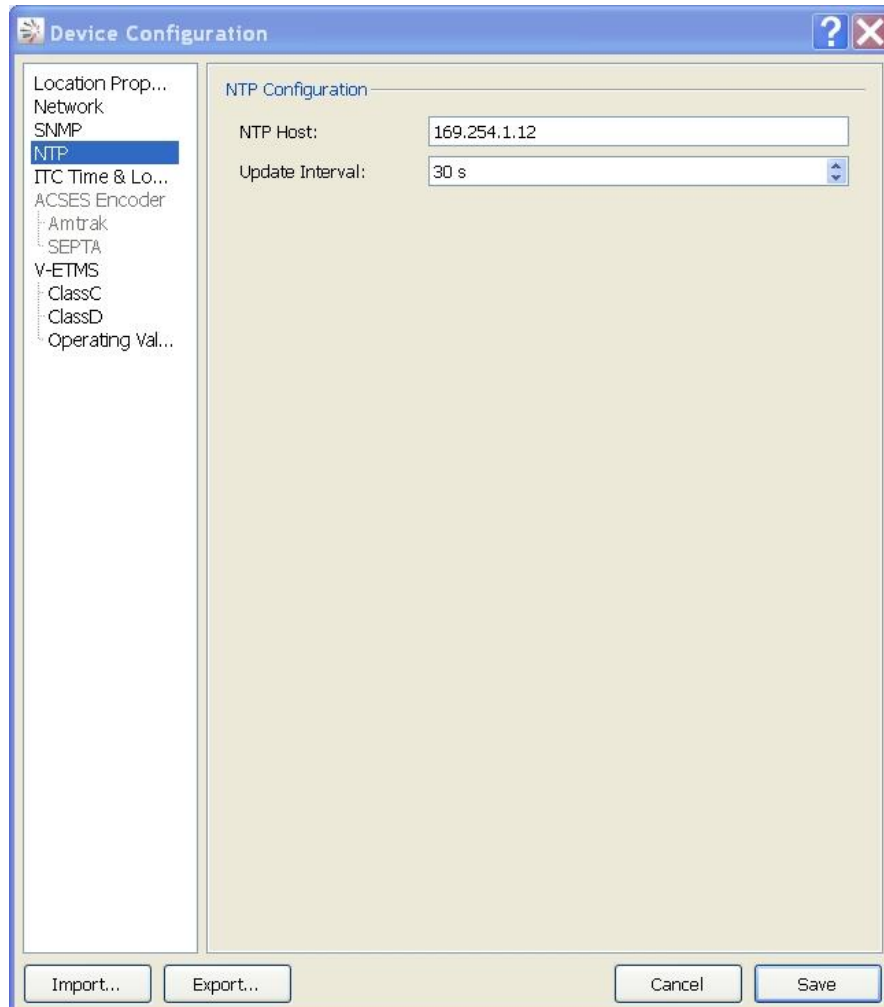 Device Configuration
Location Prop...
Network
SNMP
NTP
ITC Time & Lo...
ACSES Encoder
Amtrak
SEPTA
V-ETMS
ClassC
ClassD
Operating Val...
NTP Configuration
NTP Host: 169.254.1.12
Update Interval: 30 s
Import... Export... Cancel Save